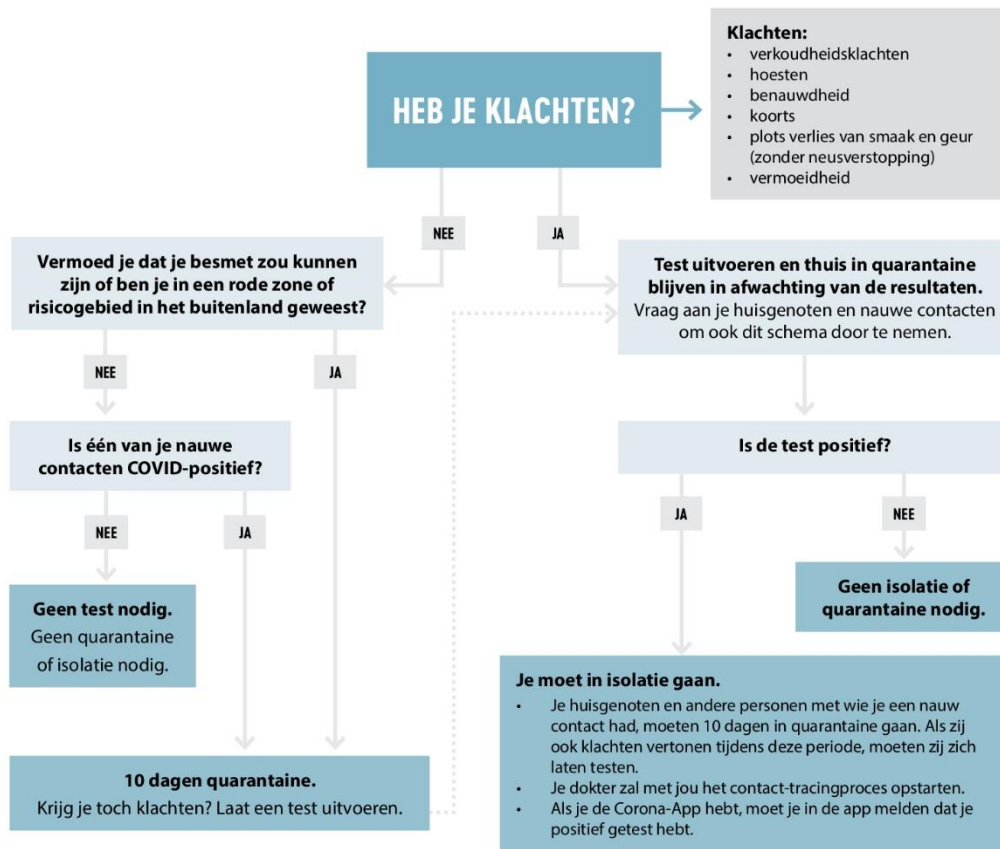 HEB JE KLACHTEN?
Klachten:
• verkoudheidsklachten
• hoesten
• benauwdheid
• koorts
• plots verlies van smaak en geur
(zonder neusverstopping)
• vermoeidheid
NEE
JA
Vermoed je dat je besmet zou kunnen
zijn of ben je in een rode zone of
risicogebied in het buitenland geweest?
NEE
JA
Is één van je nauwe
contacten COVID-positief?
NEE
JA
Geen test nodig.
Geen quarantaine
of isolatie nodig.
10 dagen quarantaine.
Krijg je toch klachten? Laat een test uitvoeren.
Test uitvoeren en thuis in quarantaine
blijven in afwachting van de resultaten.
Vraag aan je huisgenoten en nauwe contacten
om ook dit schema door te nemen.
Is de test positief?
JA
NEE
Geen isolatie of
quarantaine nodig.
Je moet in isolatie gaan.
• Je huisgenoten en andere personen met wie je een nauw
contact had, moeten 10 dagen in quarantaine gaan. Als zij
ook klachten vertonen tijdens deze periode, moeten zij zich
laten testen.
• Je dokter zal met jou het contact-tracingproces opstarten.
• Als je de Corona-App hebt, moet je in de app melden dat je
positief getest hebt.